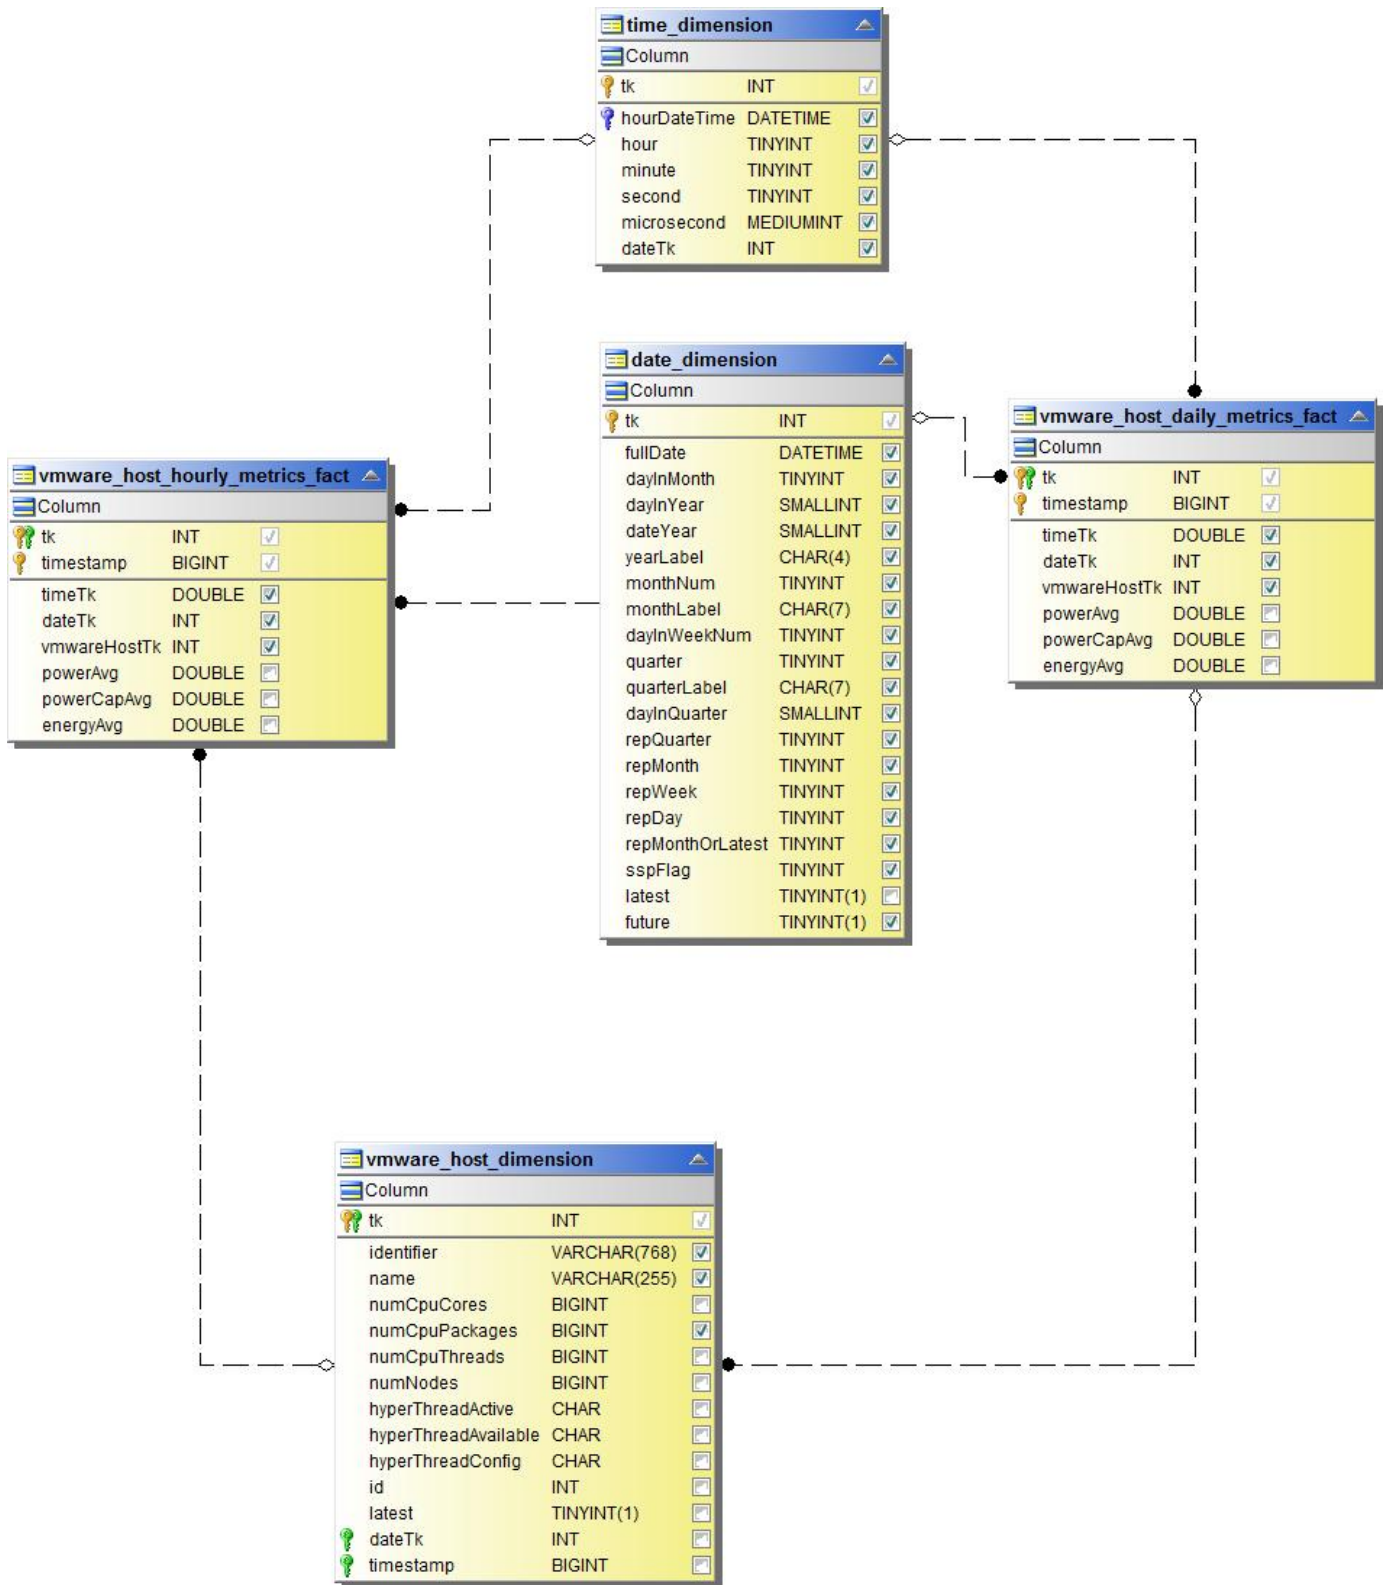 time_dimension
Column
tk INT
hourDateTime DATETIME
hour TINYINT
minute TINYINT
second TINYINT
microsecond MEDIUMINT
dateTk INT
date_dimension
Column
tk INT
fullDate DATETIME
dayInMonth TINYINT
dayInYear SMALLINT
dateYear SMALLINT
yearLabel CHAR(4)
monthNum TINYINT
monthLabel CHAR(7)
dayInWeekNum TINYINT
quarter TINYINT
quarterLabel CHAR(7)
dayInQuarter SMALLINT
repQuarter TINYINT
repMonth TINYINT
repWeek TINYINT
repDay TINYINT
repMonthOrLatest TINYINT
sspFlag TINYINT
latest TINYINT(1)
future TINYINT(1)
vmware_host_daily_metrics_fact
Column
tk INT
timestamp BIGINT
timeTk DOUBLE
dateTk INT
vmwareHostTk INT
powerAvg DOUBLE
powerCapAvg DOUBLE
energyAvg DOUBLE
vmware_host_hourly_metrics_fact
Column
tk INT
timestamp BIGINT
timeTk DOUBLE
dateTk INT
vmwareHostTk INT
powerAvg DOUBLE
powerCapAvg DOUBLE
energyAvg DOUBLE
vmware_host_dimension
Column
tk INT
identifier VARCHAR(768)
name VARCHAR(255)
numCpuCores BIGINT
numCpuPackages BIGINT
numCpuThreads BIGINT
numNodes BIGINT
hyperThreadActive CHAR
hyperThreadAvailable CHAR
hyperThreadConfig CHAR
id INT
latest TINYINT(1)
dateTk INT
timestamp BIGINT